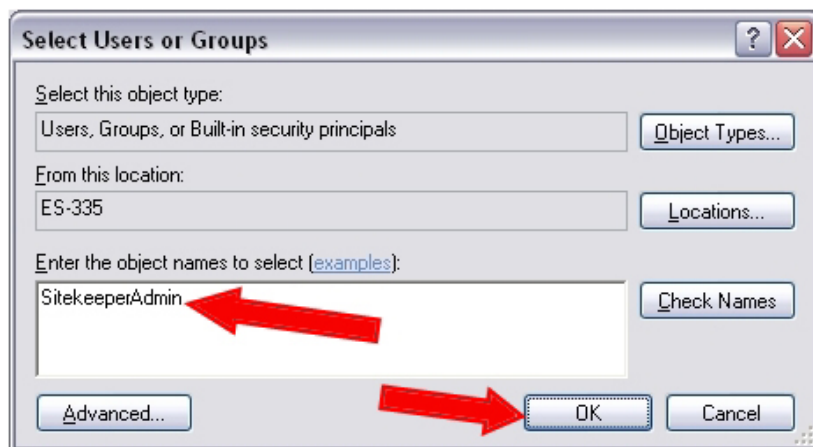 Select Users or Groups
?
Select this object type:
Users, Groups, or Built-in security principals
Object Types...
From this location:
ES-335
Locations...
Enter the object names to select (examples):
SitekeeperAdmin
Check Names
Advanced...
OK
Cancel